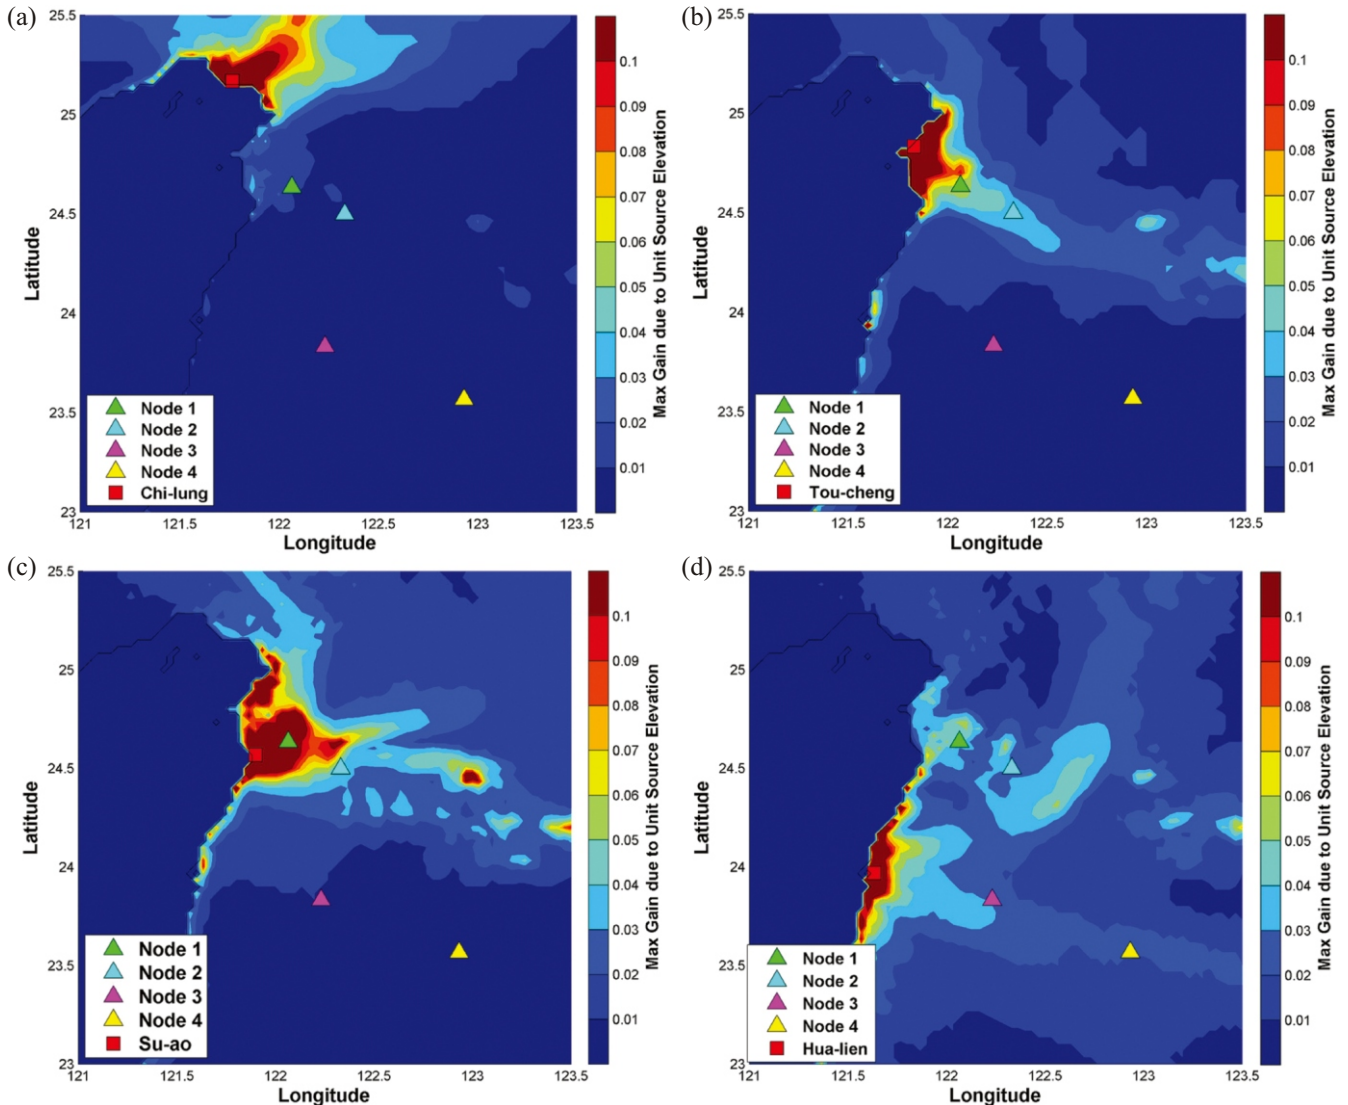 (a)
25.5
25
24.5
24
23.5
23
121
121.5
122
122.5
123
123.5
Latitude
Longitude
Node 1
Node 2
Node 3
Node 4
Chi-lung
0.1
0.09
0.08
0.07
0.06
0.05
0.04
0.03
0.02
0.01
Max Gain due to Unit Source Elevation
(b)
25.5
25
24.5
24
23.5
23
121
121.5
122
122.5
123
123.5
Latitude
Longitude
Node 1
Node 2
Node 3
Node 4
Tou-cheng
0.1
0.09
0.08
0.07
0.06
0.05
0.04
0.03
0.02
0.01
Max Gain due to Unit Source Elevation
(c)
25.5
25
24.5
24
23.5
23
121
121.5
122
122.5
123
123.5
Latitude
Longitude
Node 1
Node 2
Node 3
Node 4
Su-ao
0.1
0.09
0.08
0.07
0.06
0.05
0.04
0.03
0.02
0.01
Max Gain due to Unit Source Elevation
(d)
25.5
25
24.5
24
23.5
23
121
121.5
122
122.5
123
123.5
Latitude
Longitude
Node 1
Node 2
Node 3
Node 4
Hua-lien
0.1
0.09
0.08
0.07
0.06
0.05
0.04
0.03
0.02
0.01
Max Gain due to Unit Source Elevation